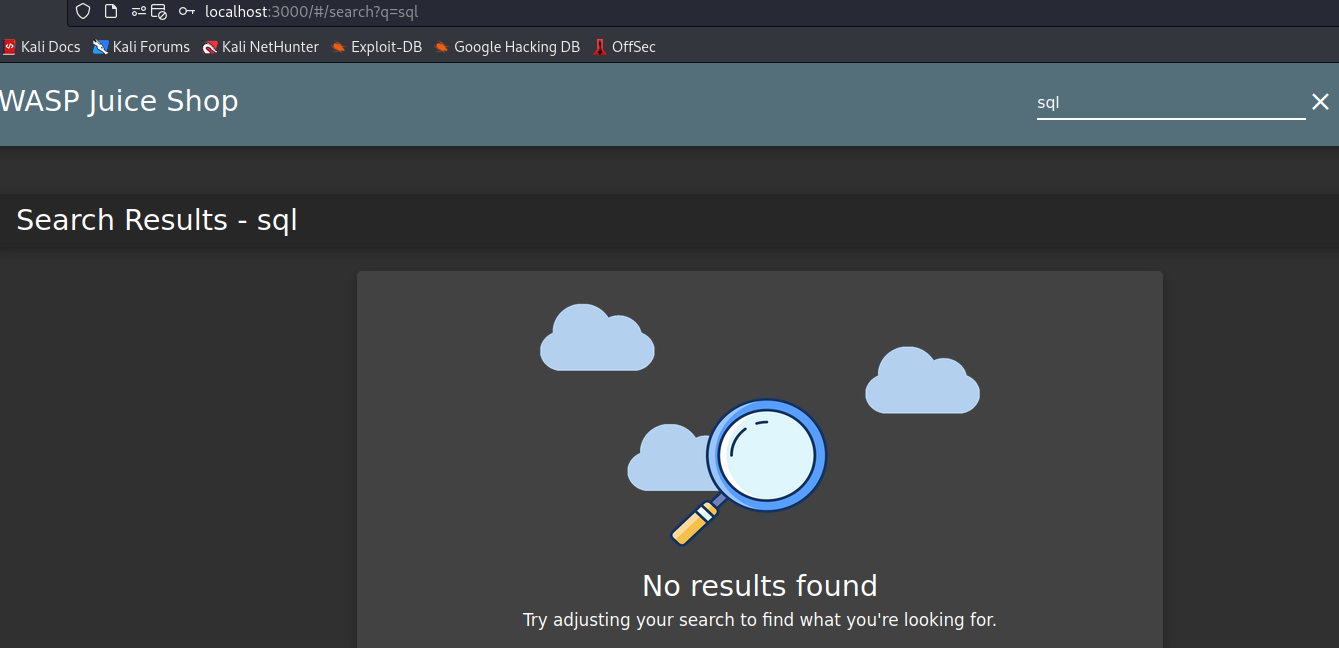 localhost:3000/#/search?q=sql
Kali Docs Kali Forums Kali NetHunter Exploit-DB Google Hacking DB OffSec
WASP Juice Shop
sql
Search Results - sql
No results found
Try adjusting your search to find what you're looking for.